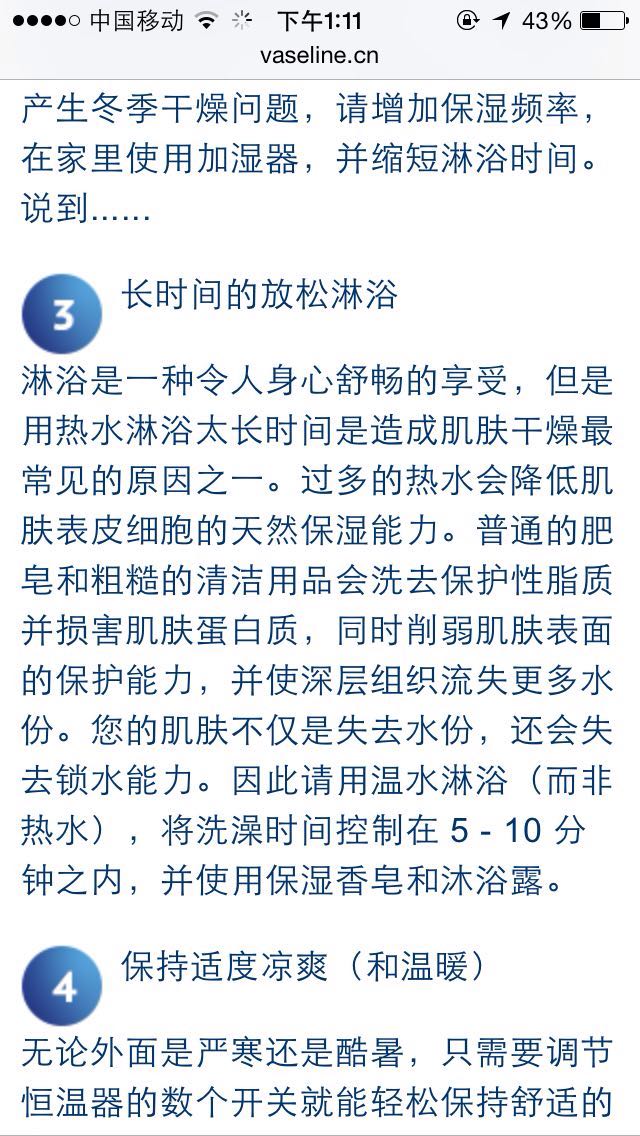 中国移动 下午1:11 43%
vaseline.cn
产生冬季干燥问题，请增加保湿频率，
在家里使用加湿器，并缩短淋浴时间。
说到......
3 长时间的放松淋浴
淋浴是一种令人身心舒畅的享受，但是
用热水淋浴太长时间是造成肌肤干燥最
常见的原因之一。过多的热水会降低肌
肤表皮细胞的天然保湿能力。普通的肥
皂和粗糙的清洁用品会洗去保护性脂质
并损害肌肤蛋白质，同时削弱肌肤表面
的保护能力，并使深层组织流失更多水
份。您的肌肤不仅是失去水份，还会失
去锁水能力。因此请用温水淋浴（而非
热水），将洗澡时间控制在 5 - 10 分
钟之内，并使用保湿香皂和沐浴露。
4 保持适度凉爽（和温暖）
无论外面是严寒还是酷暑，只需要调节
恒温器的数个开关就能轻松保持舒适的